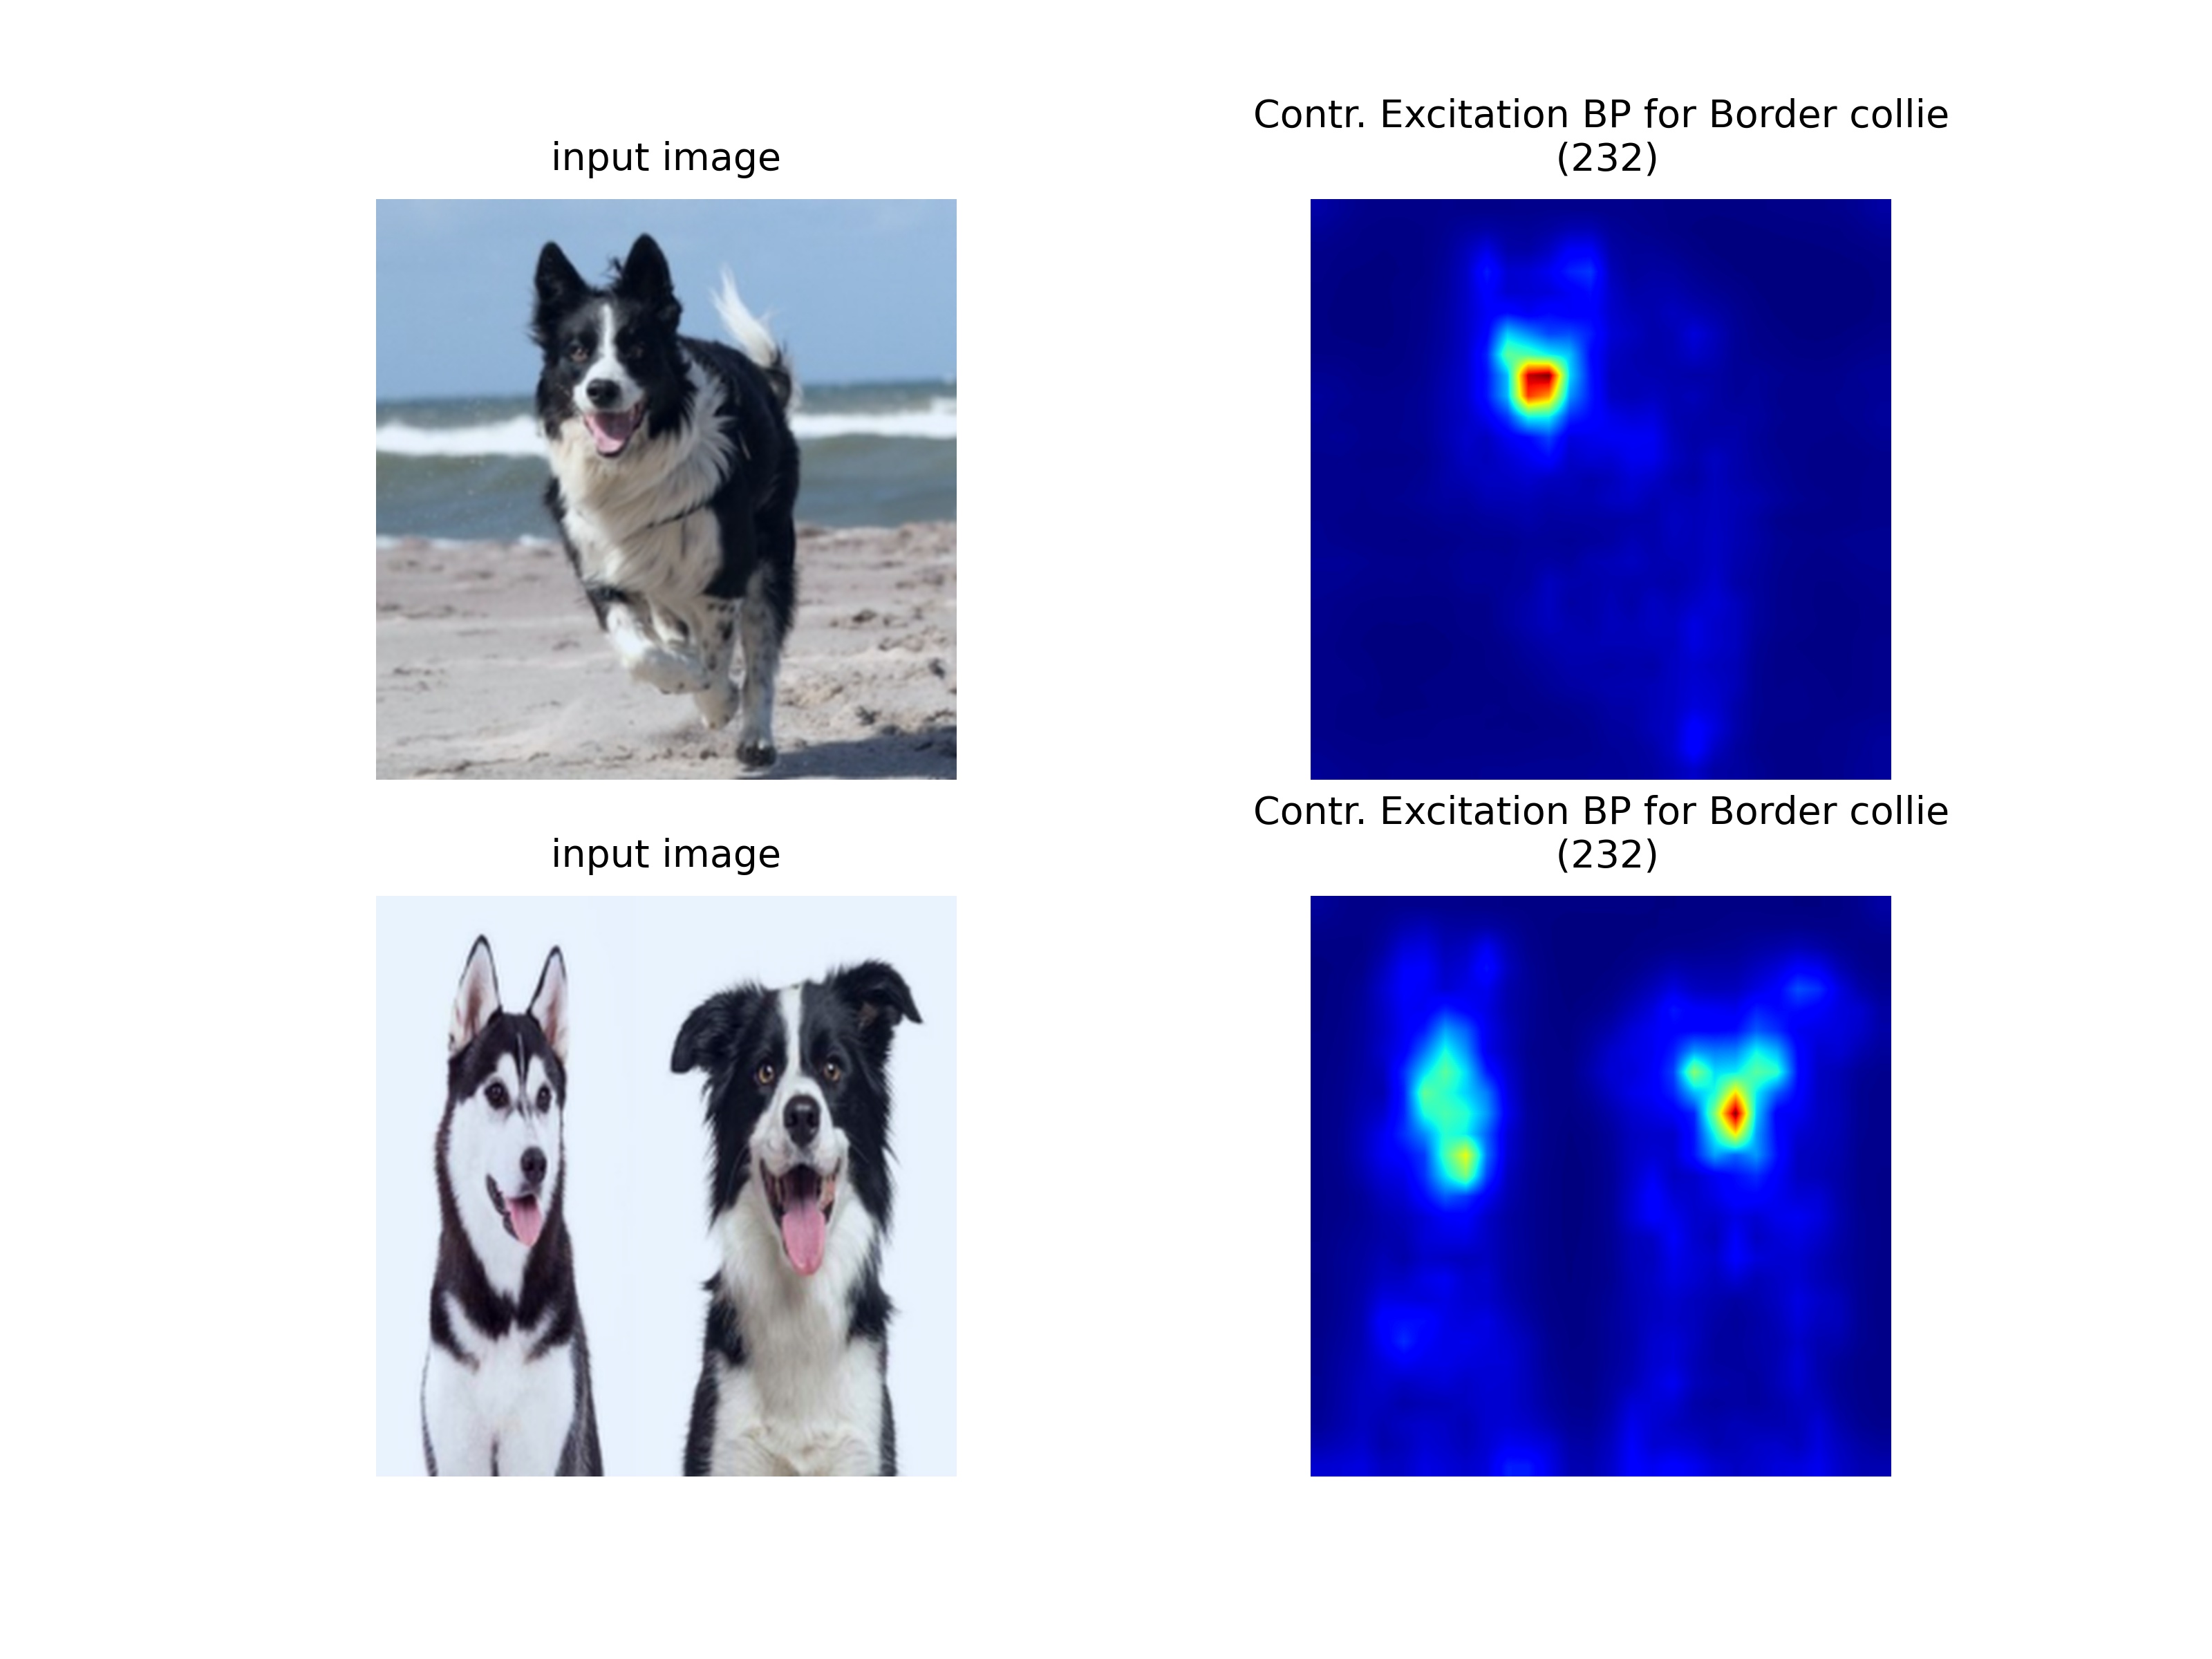 input image
Contr. Excitation BP for Border collie
(232)
input image
Contr. Excitation BP for Border collie
(232)